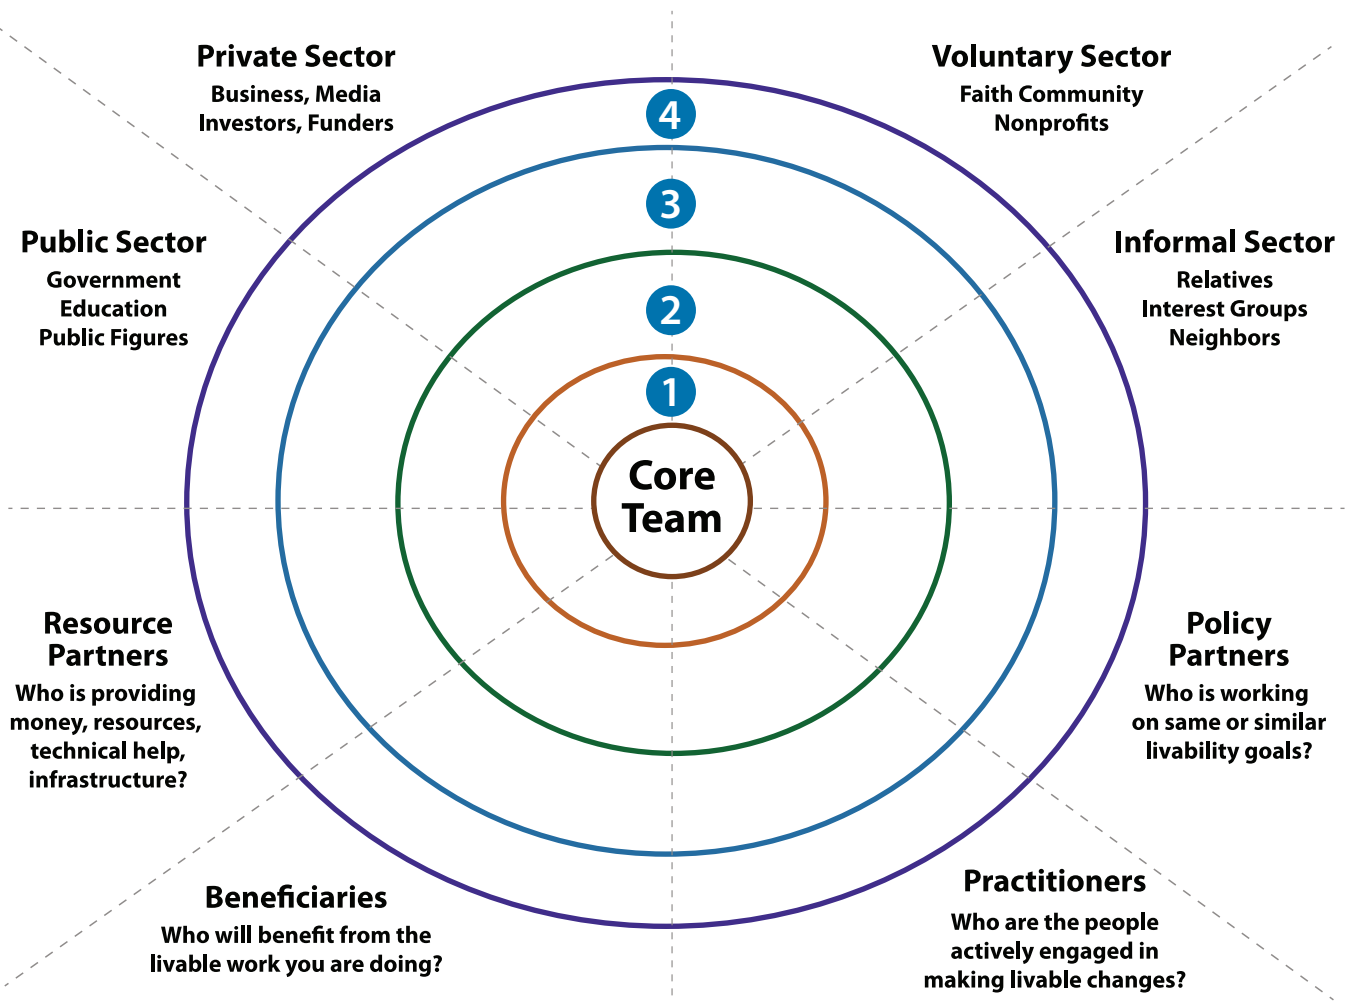 Private Sector
Business, Media
Investors, Funders
Voluntary Sector
Faith Community
Nonprofits
Public Sector
Government
Education
Public Figures
Informal Sector
Relatives
Interest Groups
Neighbors
4
3
2
1
Core
Team
Resource
Partners
Who is providing
money, resources,
technical help,
infrastructure?
Policy
Partners
Who is working
on same or similar
livability goals?
Beneficiaries
Who will benefit from the
livable work you are doing?
Practitioners
Who are the people
actively engaged in
making livable changes?